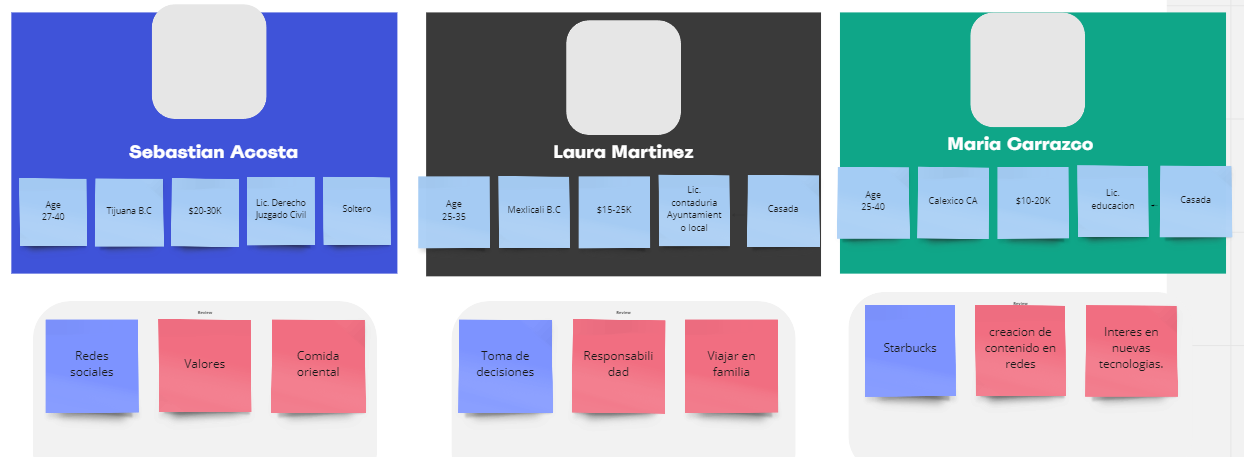 Sebastian Acosta
Age
27-40
Tijuana B.C
$20-30K
Lic. Derecho
Juzgado Civil
Soltero
Review
Redes
sociales
Valores
Comida
oriental
Laura Martinez
Age
25-35
Mexlicali B.C
$15-25K
Lic.
contaduria
Ayuntamient
o local
Casada
Review
Toma de
decisiones
Responsabili
dad
Viajar en
familia
Maria Carrazco
Age
25-40
Calexico CA
$10-20K
Lic.
educacion
Casada
Review
Starbucks
creacion de
contenido en
redes
Interes en
nuevas
tecnologias.